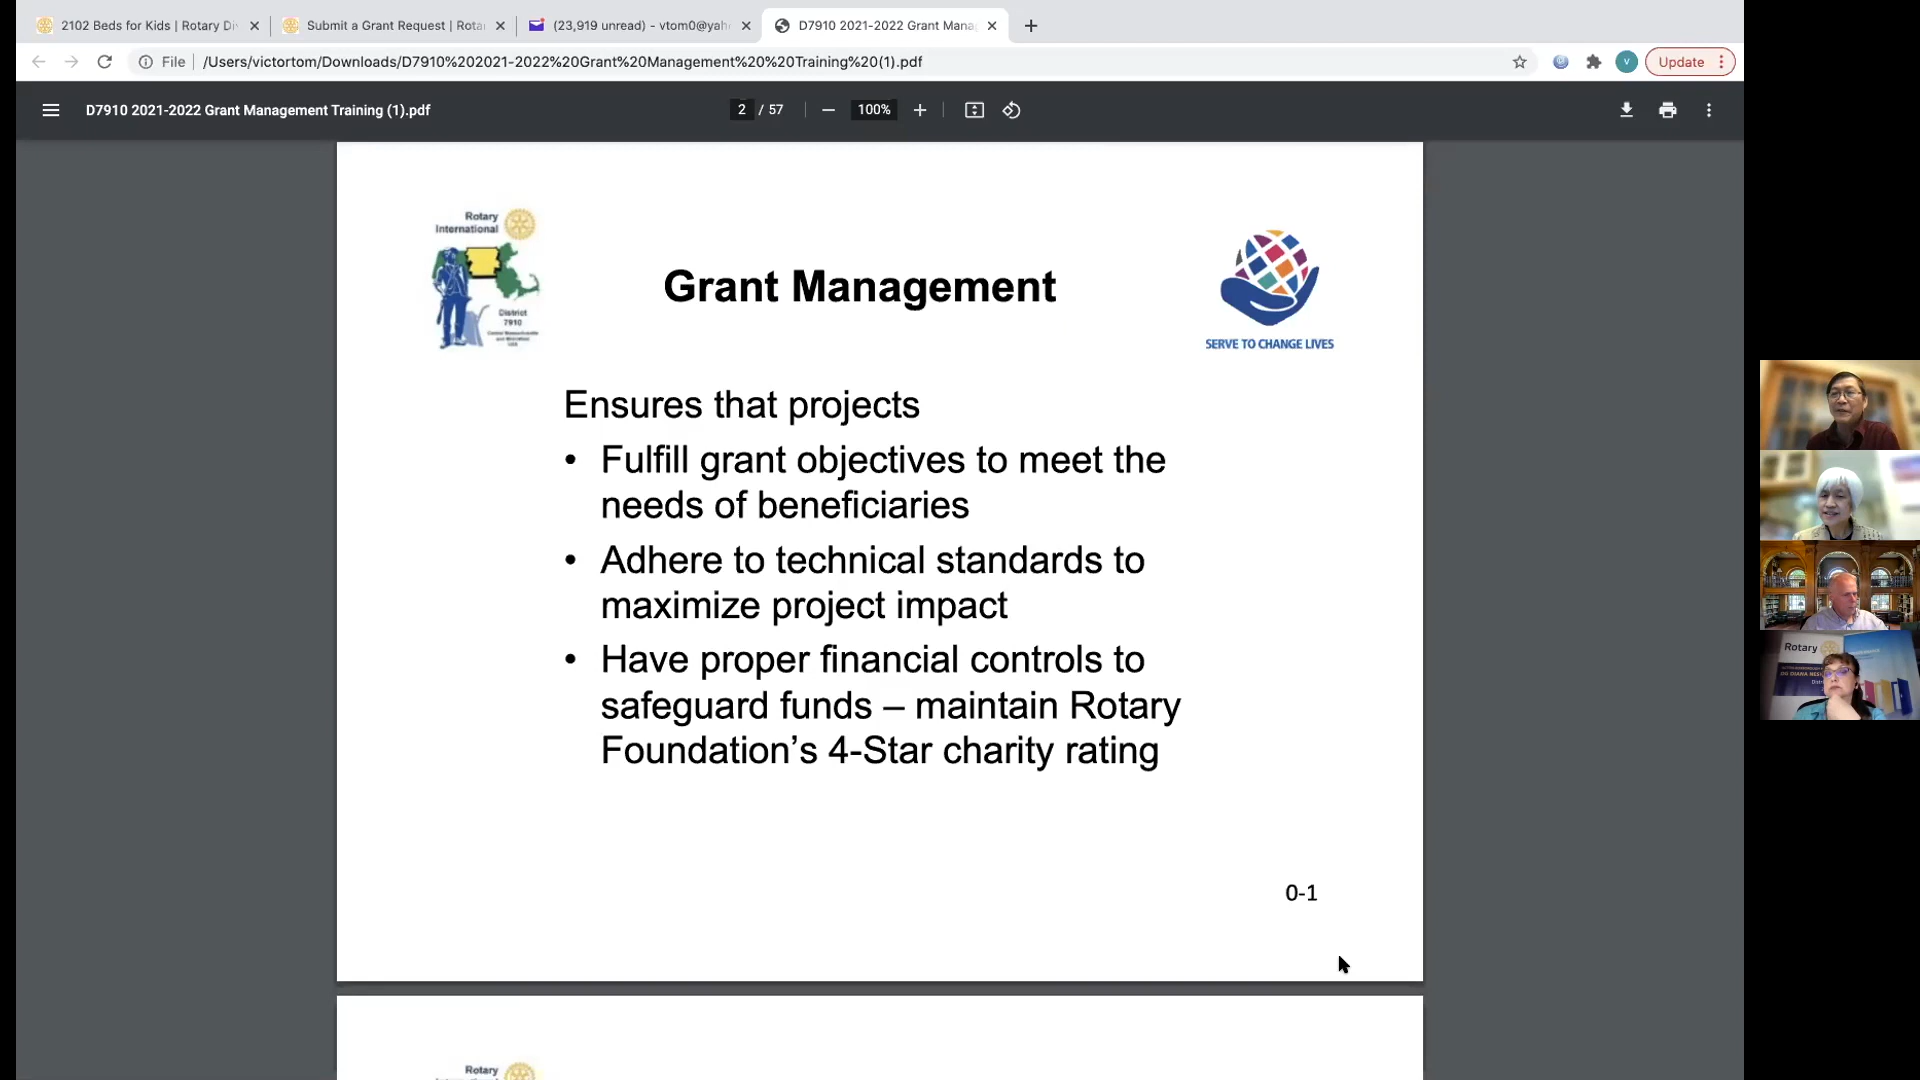 2102 Beds for Kids | Rotary Di
Submit a Grant Request | Rota
(23,919 unread) - vtom0@yah
D7910 2021-2022 Grant Mana
File
/Users/victortom/Downloads/D7910%202021-2022%20Grant%20Management%20%20Training%20(1).pdf
V
Update
D7910 2021-2022 Grant Management Training (1).pdf
2 / 57
100%
Rotary
International
District
7910
Grant Management
SERVE TO CHANGE LIVES
Ensures that projects
• Fulfill grant objectives to meet the
needs of beneficiaries
• Adhere to technical standards to
maximize project impact
• Have proper financial controls to
safeguard funds – maintain Rotary
Foundation’s 4-Star charity rating
0-1
Rotary
Rotary